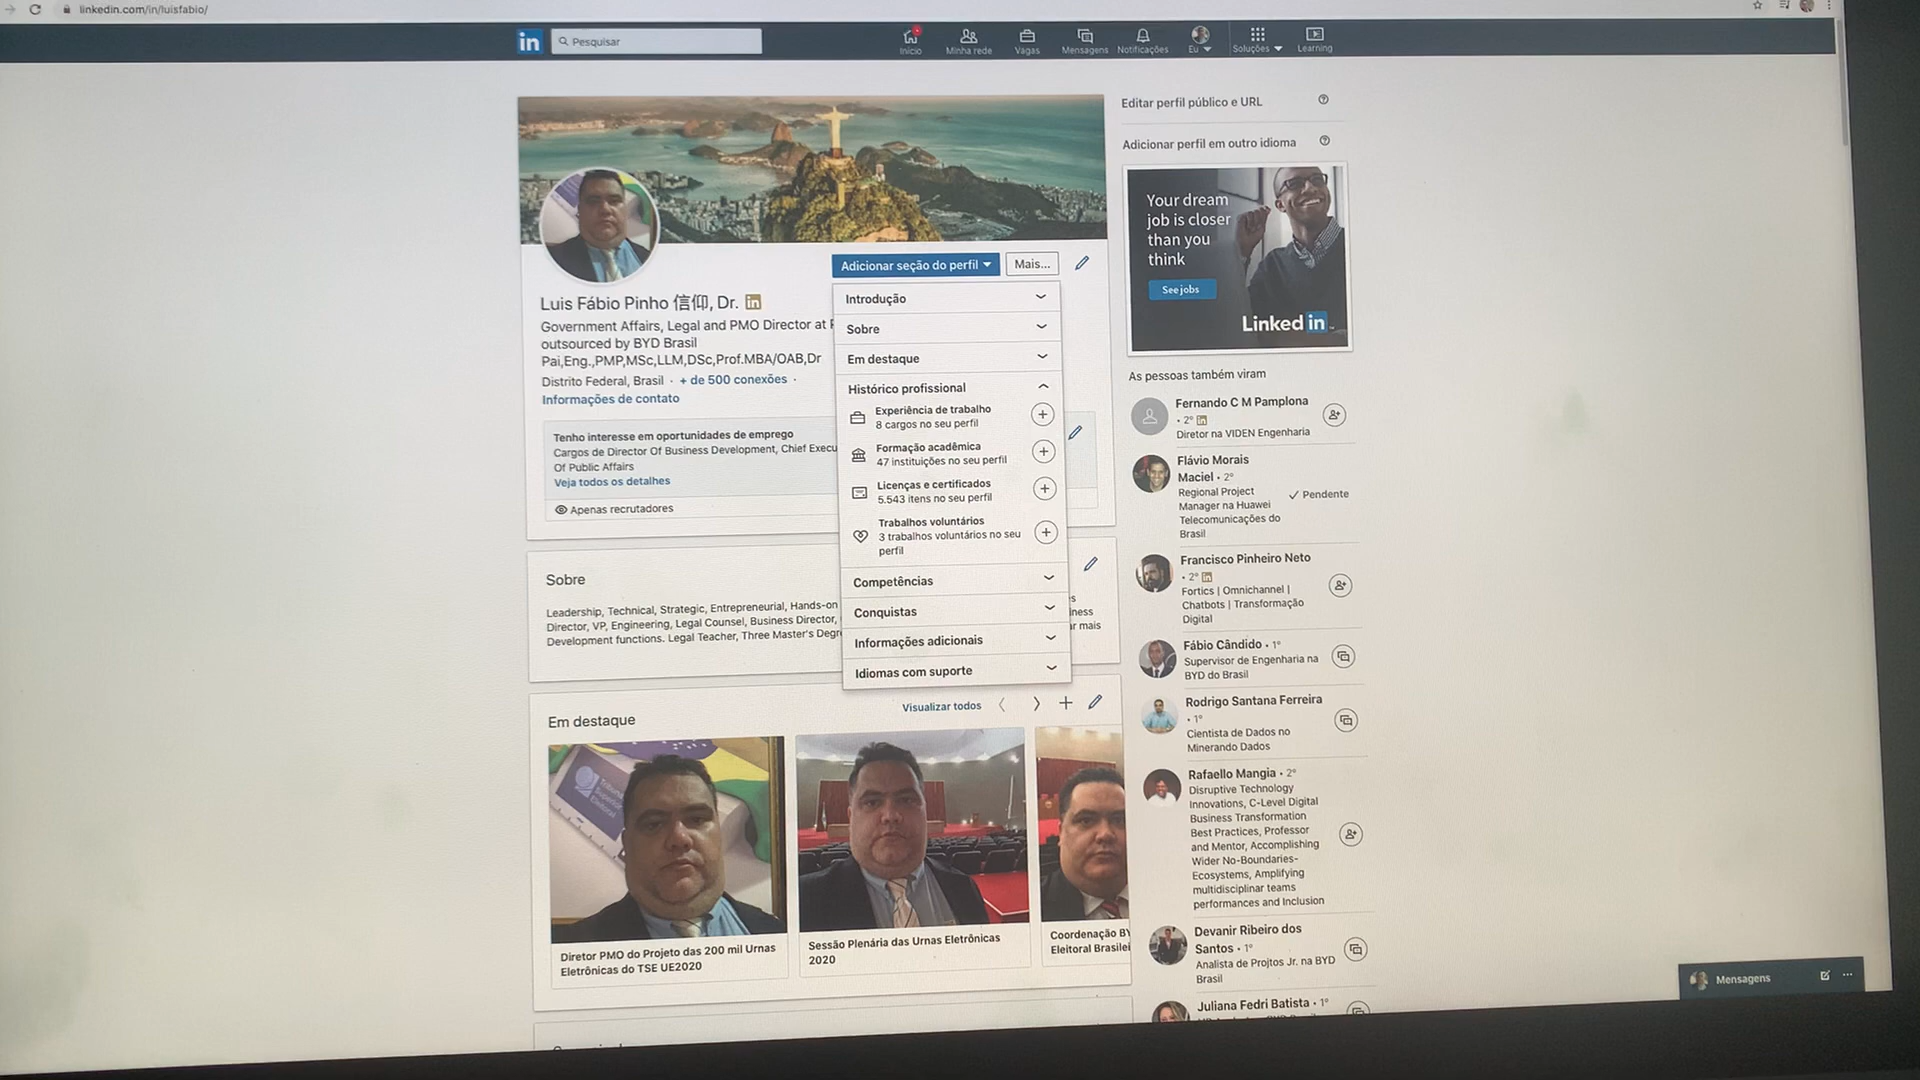 linkedin.com/in/luisfabio/
in
Pesquisar
Início
Minha rede
Vagas
Mensagens
Notificações
Eu
Soluções
Learning
Adicionar seção do perfil
Mais...
Luis Fábio Pinho 信仰, Dr.
Government Affairs, Legal and PMO Director at
outsourced by BYD Brasil
Pai,Eng.,PMP,MSc,LLM,DSc,Prof.MBA/OAB,Dr
Distrito Federal, Brasil · + de 500 conexões ·
Informações de contato
Tenho interesse em oportunidades de emprego
Cargos de Director Of Business Development, Chief
Of Public Affairs
Veja todos os detalhes
Apenas recrutadores
Introdução
Sobre
Em destaque
Histórico profissional
Experiência de trabalho
8 cargos no seu perfil
Formação acadêmica
47 instituições no seu perfil
Licenças e certificados
5.543 itens no seu perfil
Trabalhos voluntários
3 trabalhos voluntários no seu
perfil
Competências
Conquistas
Informações adicionais
Idiomas com suporte
Sobre
Leadership, Technical, Strategic, Entrepreneurial, Hands-on
Director, VP, Engineering, Legal Counsel, Business Director,
Development functions. Legal Teacher, Three Master's
mais
Em destaque
Visualizar todos
Tribunal
Superior
Eleitoral
Diretor PMO do Projeto das 200 mil Urnas
Eletrônicas do TSE UE2020
Sessão Plenária das Urnas Eletrônicas
2020
Coordenação
Eleitoral
Editar perfil público e URL
Adicionar perfil em outro idioma
Your dream
job is closer
than you
think
See jobs
Linked in
As pessoas também viram
Fernando C M Pamplona
• 2º in
Diretor na VIDEN Engenharia
Flávio Morais
Maciel • 2º
Regional Project
Manager na Huawei
Telecomunicações do
Brasil
Pendente
Francisco Pinheiro Neto
• 2º in
Fortics | Omnichannel |
Chatbots | Transformação
Digital
Fábio Cândido • 1º
Supervisor de Engenharia na
BYD do Brasil
Rodrigo Santana Ferreira
• 1º
Cientista de Dados no
Minerando Dados
Rafaello Mangia • 2º
Disruptive Technology
Innovations, C-Level Digital
Business Transformation
Best Practices, Professor
and Mentor, Accomplishing
Wider No-Boundaries-
Ecosystems, Amplifying
multidisciplinar teams
performances and Inclusion
Devanir Ribeiro dos
Santos • 1º
Analista de Projtos Jr. na BYD
Brasil
Juliana Fedri Batista • 1º
Mensagens